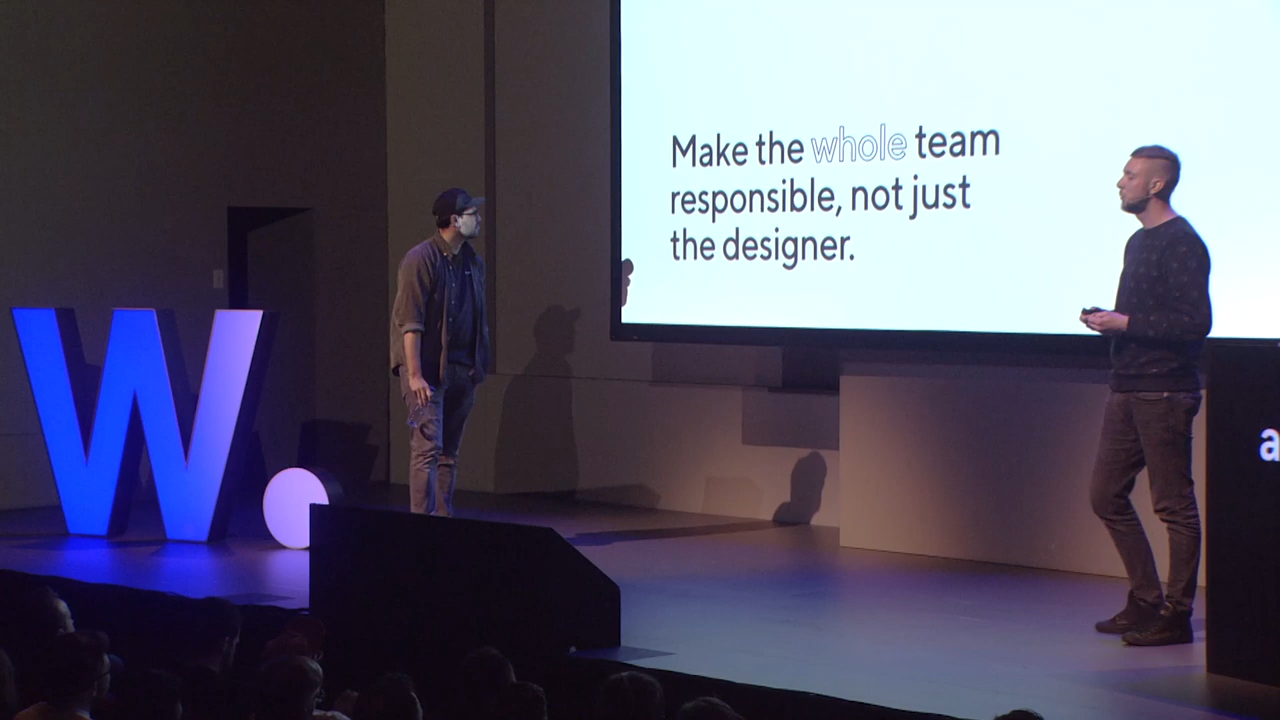 Make the whole team
responsible, not just
the designer.
W.
a